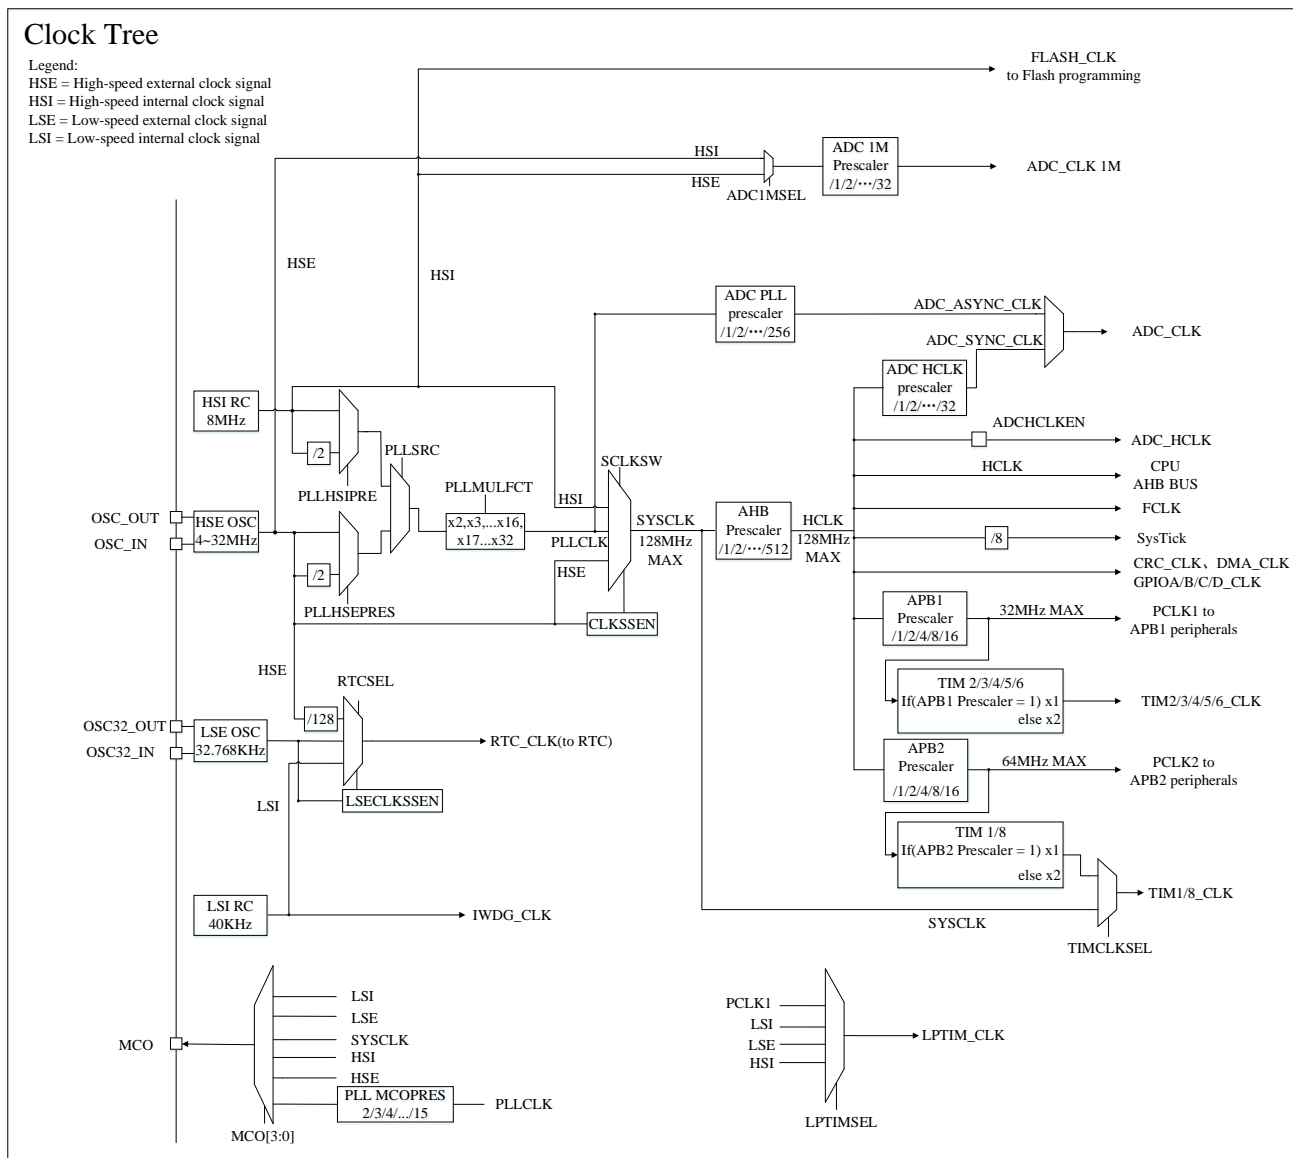 Clock Tree
Legend:
HSE = High-speed external clock signal
HSI = High-speed internal clock signal
LSE = Low-speed external clock signal
LSI = Low-speed internal clock signal
FLASH_CLK
to Flash programming
HSI
HSE
ADC1MSEL
ADC 1M
Prescaler
/1/2/···/32
ADC_CLK 1M
HSE
HSI
ADC PLL
prescaler
/1/2/···/256
ADC_ASYNC_CLK
ADC_SYNC_CLK
ADC_CLK
ADC HCLK
prescaler
/1/2/···/32
HSI RC
8MHz
/2
PLLHSIPRE
PLLSRC
PLLMULFCT
x2,x3,...x16,
x17...x32
ADCHCLKEN
ADC_HCLK
HCLK
CPU
AHB BUS
SCLKSW
HSI
PLLCLK
HSE
SYSCLK
128MHz
MAX
AHB
Prescaler
/1/2/···/512
HCLK
128MHz
MAX
FCLK
/8
SysTick
CRC_CLK、DMA_CLK
GPIOA/B/C/D_CLK
OSC_OUT
OSC_IN
HSE OSC
4~32MHz
/2
PLLHSEPRES
CLKSSEN
APB1
Prescaler
/1/2/4/8/16
32MHz MAX
PCLK1 to
APB1 peripherals
HSE
RTCSEL
TIM 2/3/4/5/6
If(APB1 Prescaler = 1) x1
else x2
TIM2/3/4/5/6_CLK
/128
OSC32_OUT
OSC32_IN
LSE OSC
32.768KHz
RTC_CLK(to RTC)
LSI
LSECLKSSEN
APB2
Prescaler
/1/2/4/8/16
64MHz MAX
PCLK2 to
APB2 peripherals
TIM 1/8
If(APB2 Prescaler = 1) x1
else x2
TIM1/8_CLK
SYSCLK
TIMCLKSEL
LSI RC
40KHz
IWDG_CLK
MCO
LSI
LSE
SYSCLK
HSI
HSE
PLL MCOPRES
2/3/4/.../15
PLLCLK
MCO[3:0]
PCLK1
LSI
LSE
HSI
LPTIM_CLK
LPTIMSEL